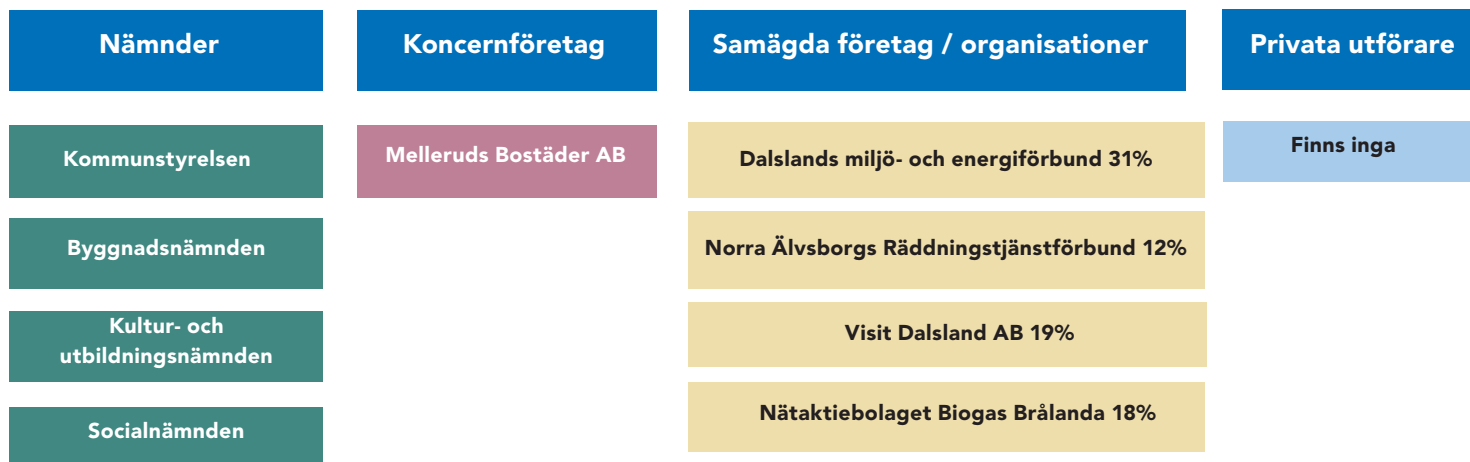 Nämnder
Kommunstyrelsen
Byggnadsnämnden
Kultur- och
utbildningsnämnden
Socialnämnden
Koncernföretag
Melleruds Bostäder AB
Samägda företag / organisationer
Dalslands miljö- och energiförbund 31%
Norra Älvsborgs Räddningstjänstförbund 12%
Visit Dalsland AB 19%
Nätaktiebolaget Biogas Brålanda 18%
Privata utförare
Finns inga